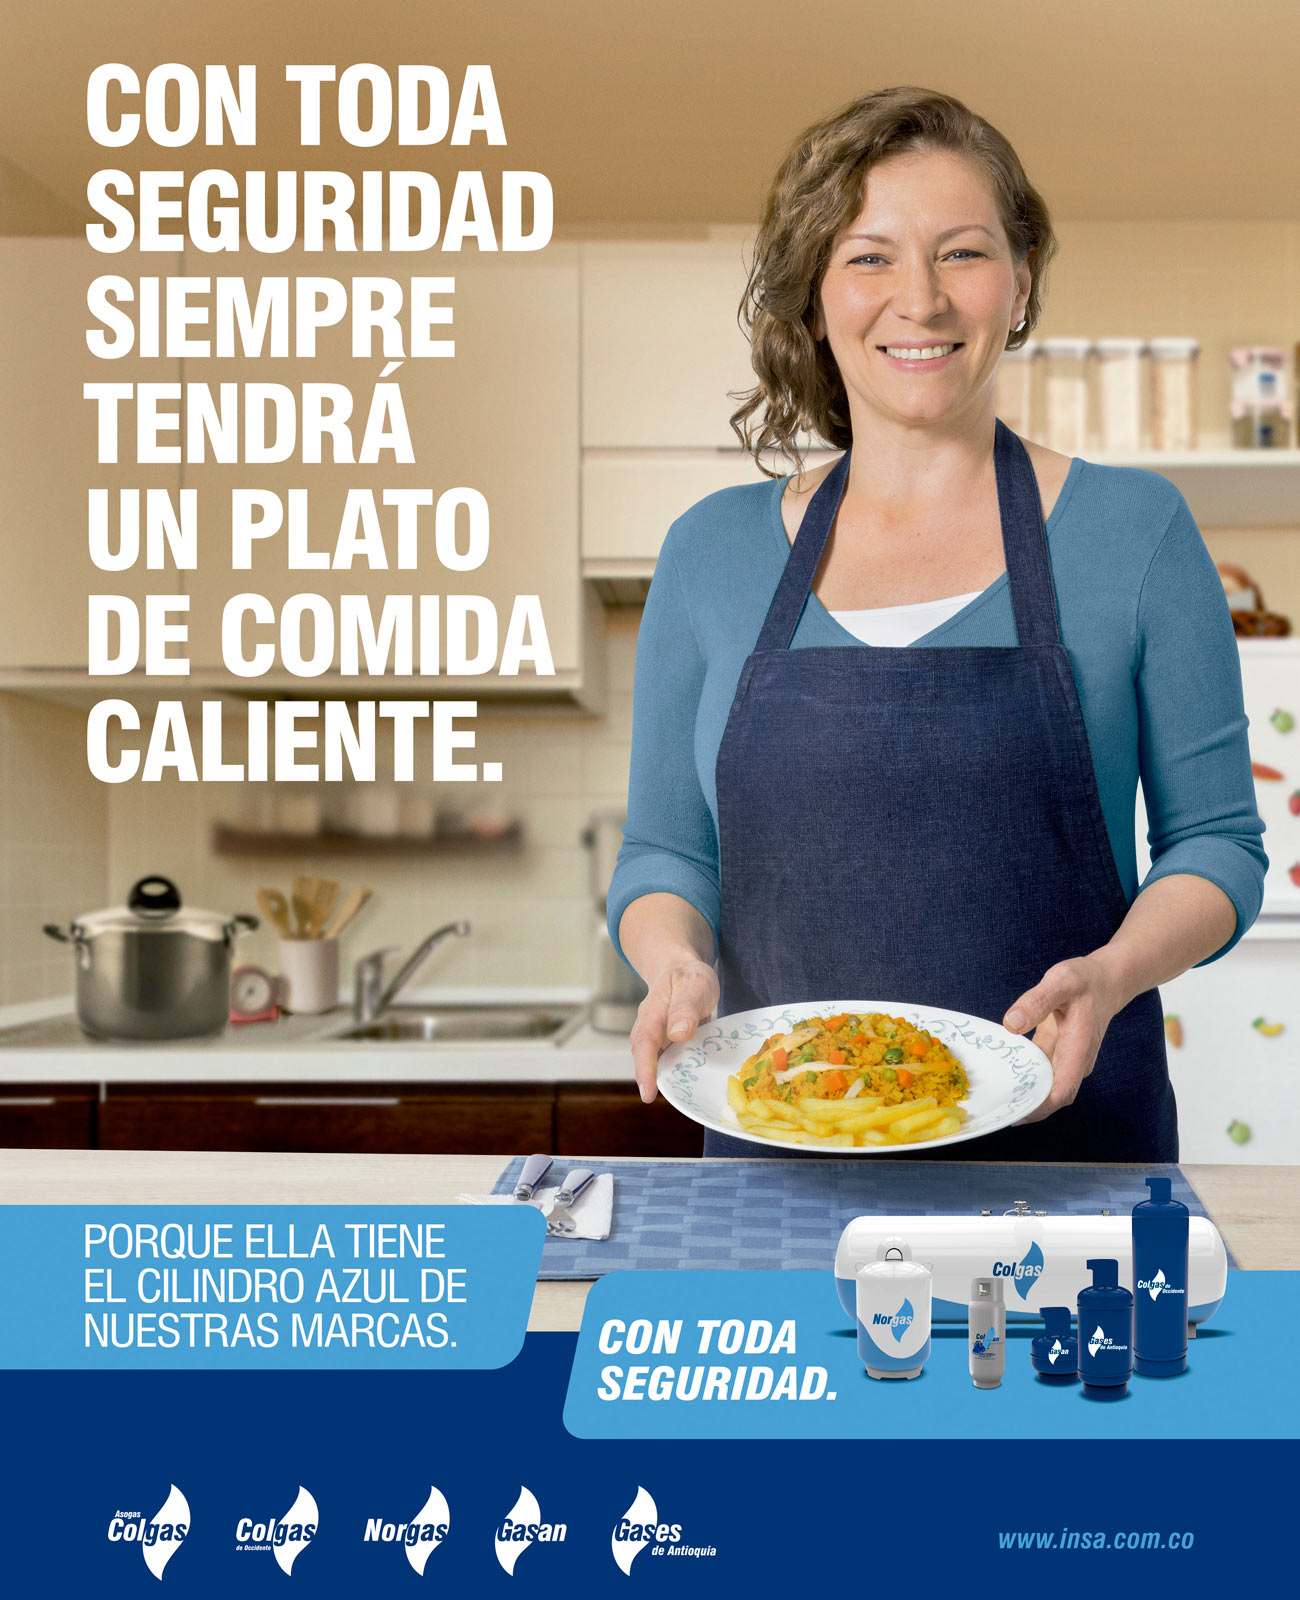 CON TODA
SEGURIDAD
SIEMPRE
TENDRÁ
UN PLATO
DE COMIDA
CALIENTE.
PORQUE ELLA TIENE
EL CILINDRO AZUL DE
NUESTRAS MARCAS.
CON TODA
SEGURIDAD.
Norgas
Colgas
Colgas
Gasan
Gases
de Antioquia
Colgas de
Occidente
Asogas
Colgas
Colgas
de Occidente
Norgas
Gasan
Gases
de Antioquia
www.insa.com.co